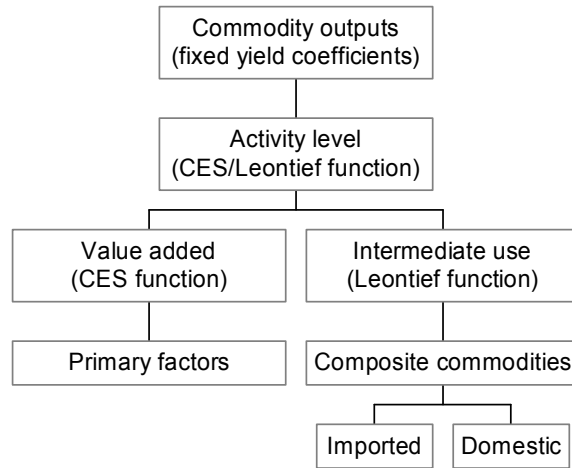 Commodity outputs
(fixed yield coefficients)
Activity level
(CES/Leontief function)
Value added
(CES function)
Intermediate use
(Leontief function)
Primary factors
Composite commodities
Imported
Domestic